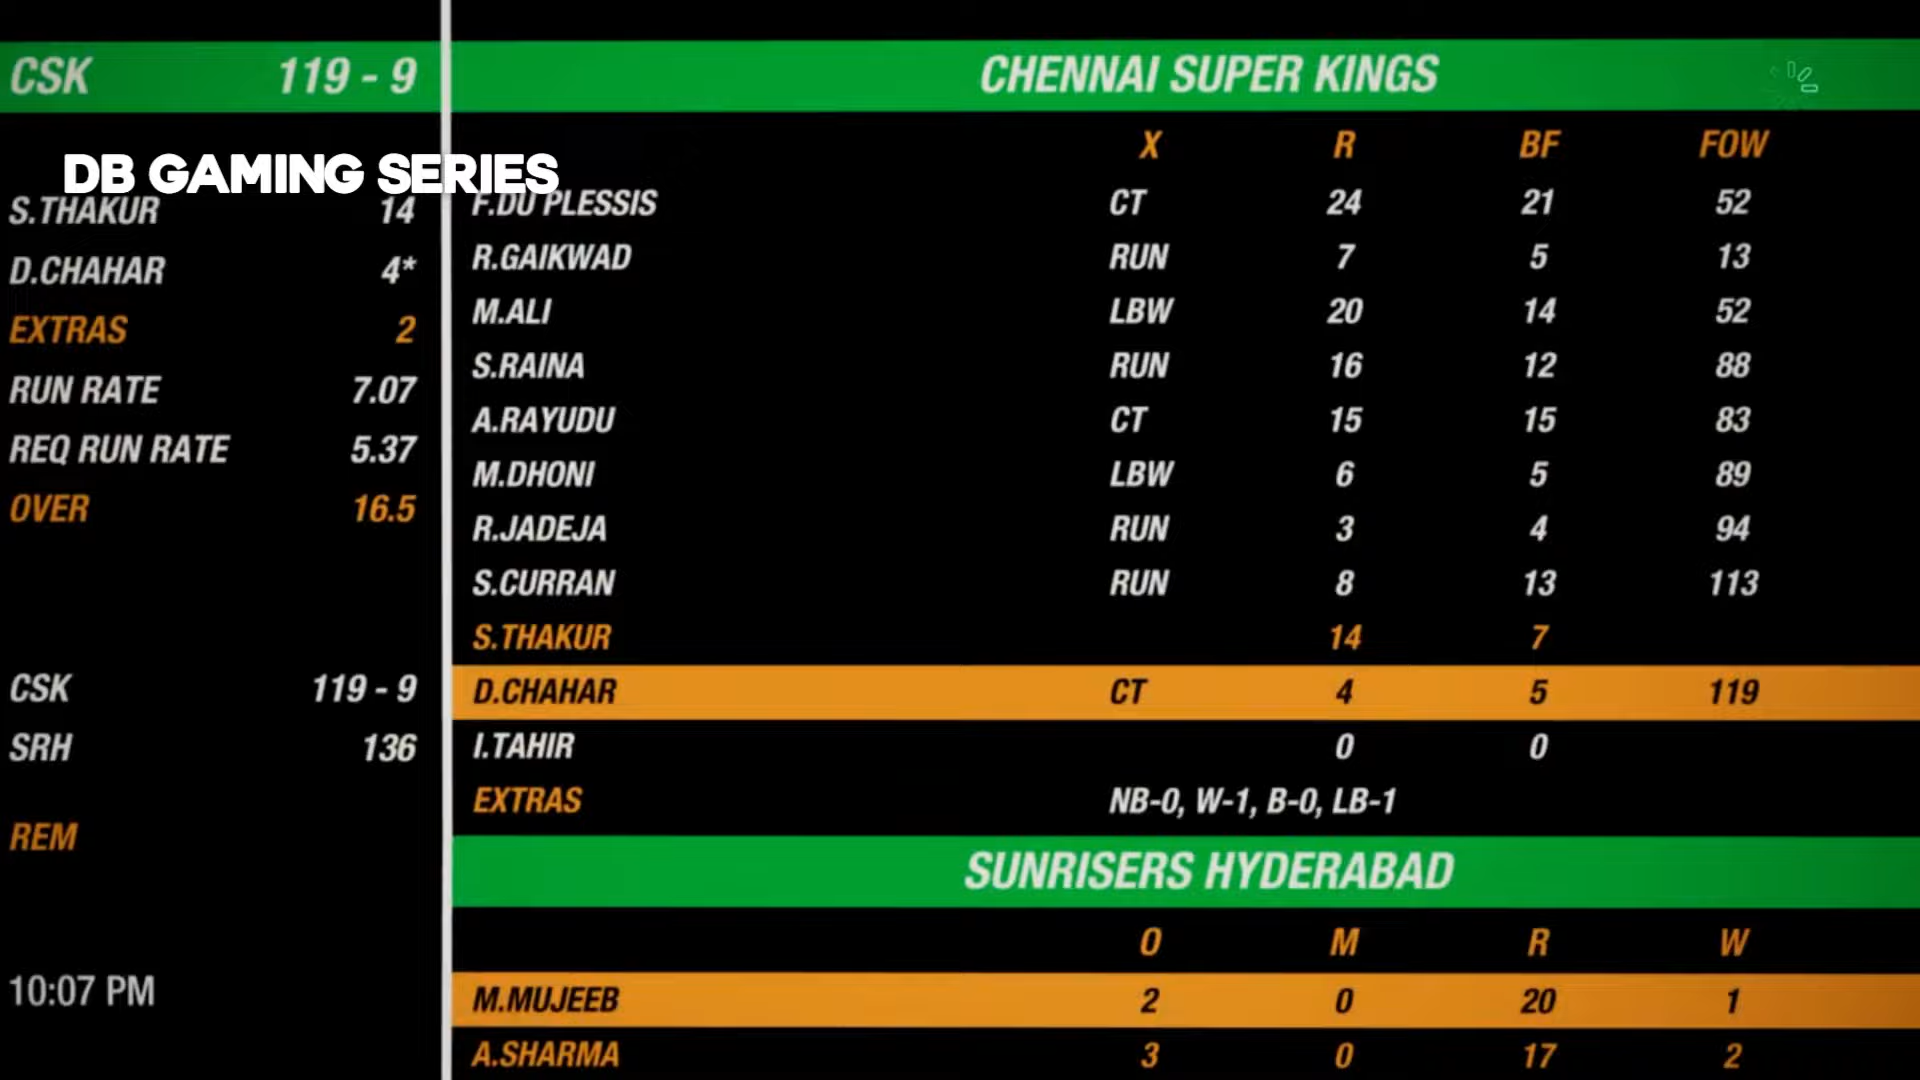 CSK 119 - 9
DB GAMING SERIES
S.THAKUR 14
D.CHAHAR 4*
EXTRAS 2
RUN RATE 7.07
REQ RUN RATE 5.37
OVER 16.5
CSK 119 - 9
SRH 136
REM
10:07 PM
CHENNAI SUPER KINGS
X R BF FOW
F.DU PLESSIS CT 24 21 52
R.GAIKWAD RUN 7 5 13
M.ALI LBW 20 14 52
S.RAINA RUN 16 12 88
A.RAYUDU CT 15 15 83
M.DHONI LBW 6 5 89
R.JADEJA RUN 3 4 94
S.CURRAN RUN 8 13 113
S.THAKUR 14 7
D.CHAHAR CT 4 5 119
I.TAHIR 0 0
EXTRAS NB-0, W-1, B-0, LB-1
SUNRISERS HYDERABAD
O M R W
M.MUJEEB 2 0 20 1
A.SHARMA 3 0 17 2